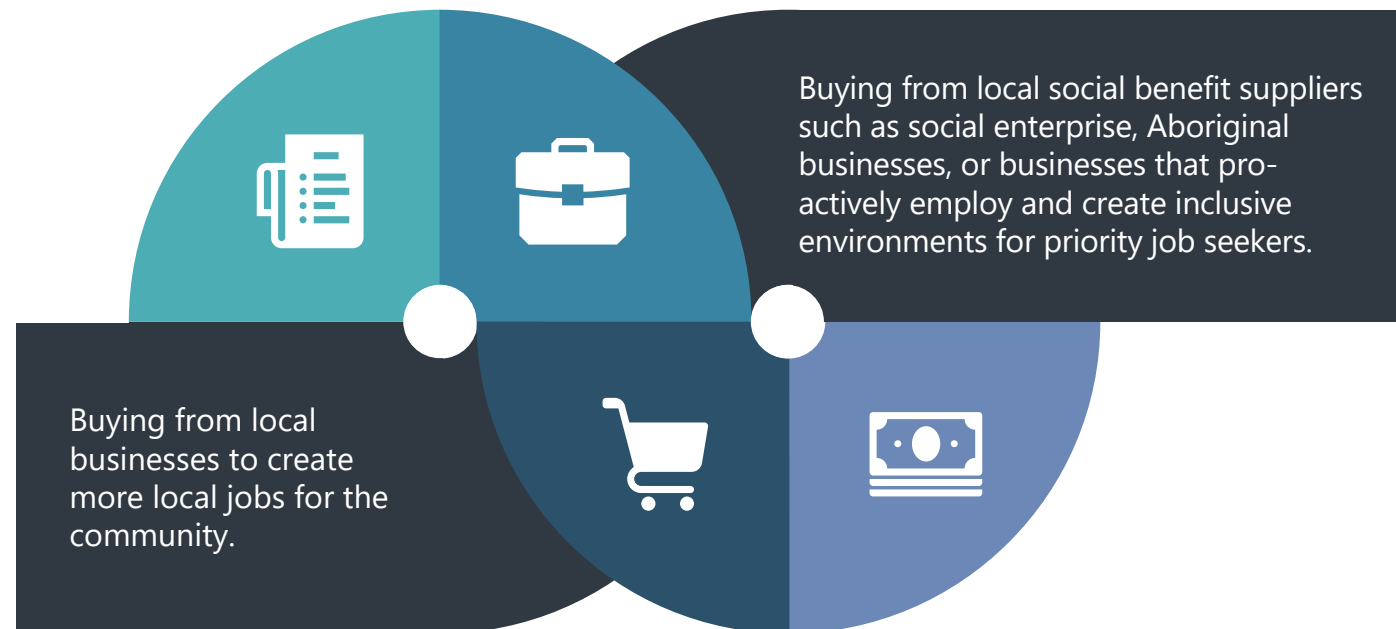 Buying from local social benefit suppliers
such as social enterprise, Aboriginal
businesses, or businesses that pro-
actively employ and create inclusive
environments for priority job seekers.
Buying from local
businesses to create
more local jobs for the
community.